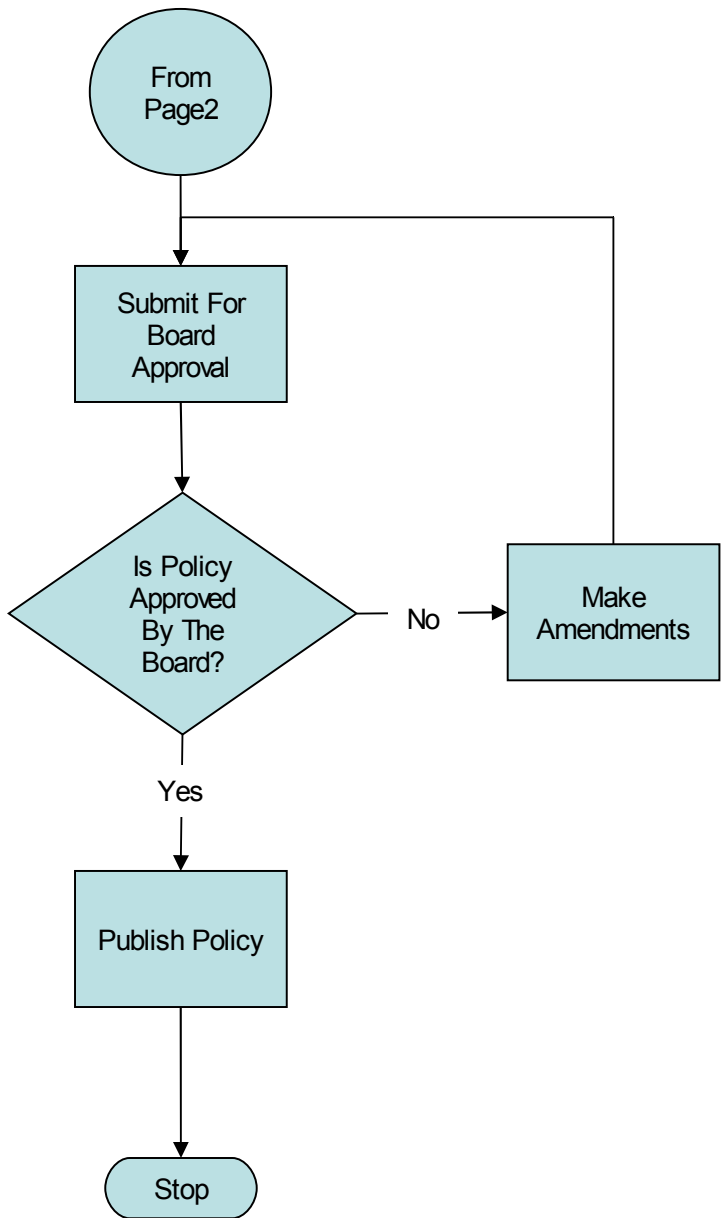 From
Page2
Submit For
Board
Approval
Is Policy
Approved
By The
Board?
No
Make
Amendments
Yes
Publish Policy
Stop